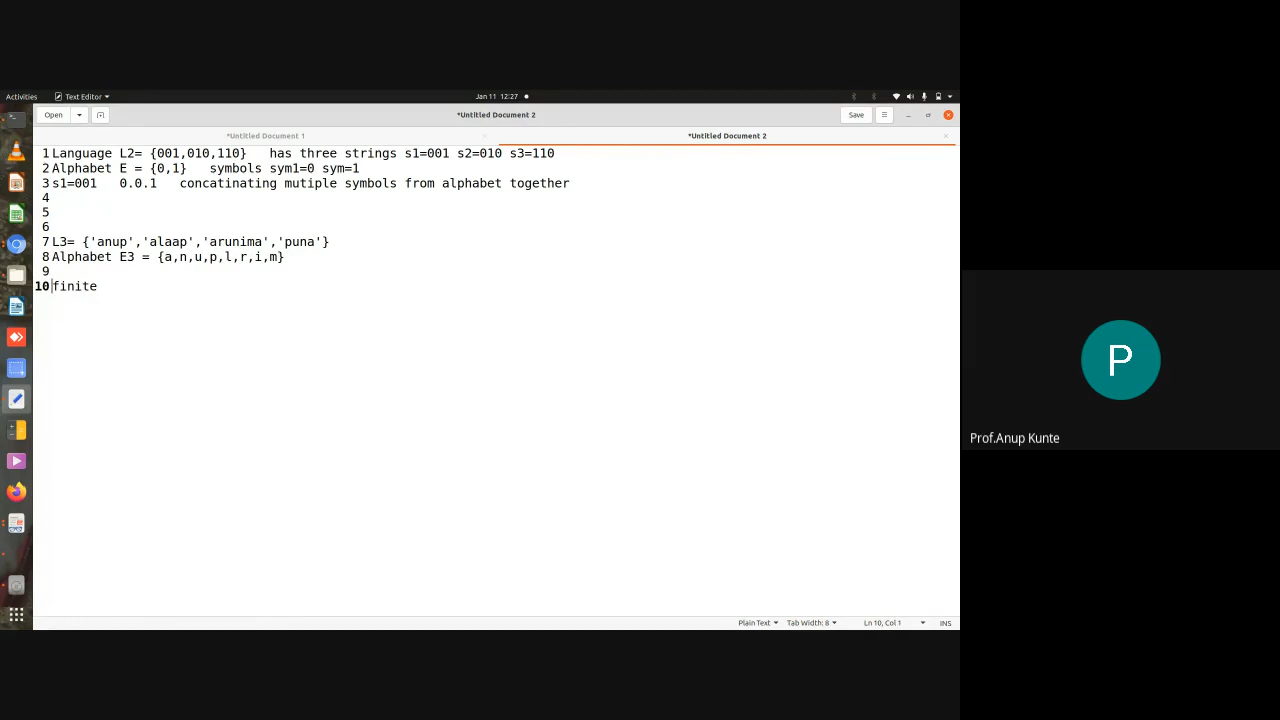 Activities Text Editor Jan 11 12:27
Open *Untitled Document 2 Save
*Untitled Document 1 *Untitled Document 2
1 Language L2= {001,010,110} has three strings s1=001 s2=010 s3=110
2 Alphabet E = {0,1} symbols sym1=0 sym=1
3 s1=001 0.0.1 concatinating mutiple symbols from alphabet together
4
5
6
7 L3= {'anup','alaap','arunima','puna'}
8 Alphabet E3 = {a,n,u,p,l,r,i,m}
9
10 finite
P
Prof.Anup Kunte
Plain Text Tab Width: 8 Ln 10, Col 1 INS